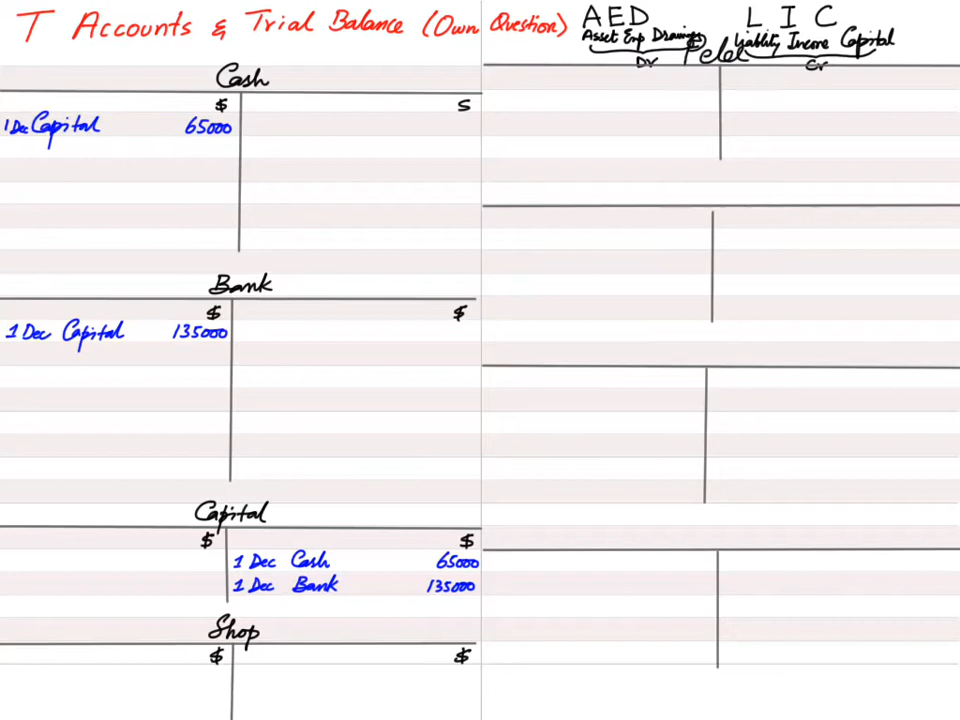 T Accounts & Trial Balance (Own Question)
AED L I C
Asset Exp Drawings Liability Income Capital
Dr Cr
Cash
$ $
1 Dec Capital 65000
Bank
$ $
1 Dec Capital 135000
Capital
$ $
1 Dec Cash 65000
1 Dec Bank 135000
Shop
$ $